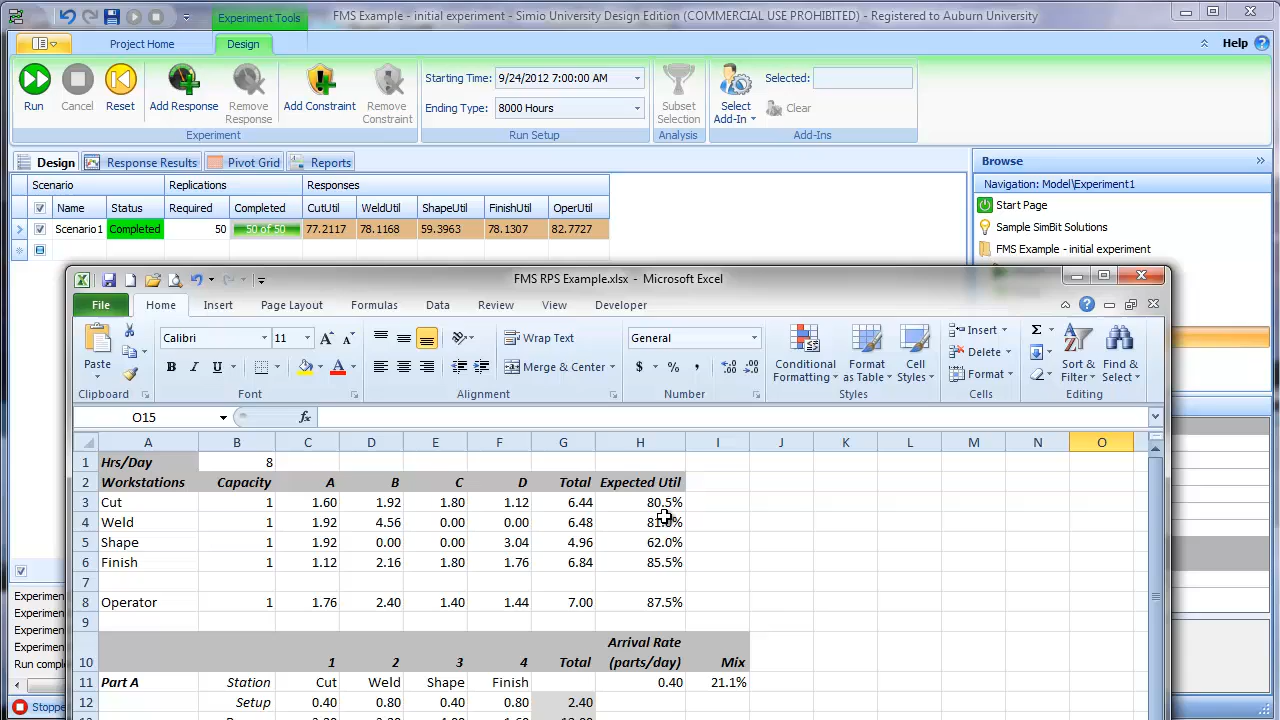 FMS Example - initial experiment - Simio University Design Edition (COMMERCIAL USE PROHIBITED) - Registered to Auburn University
Experiment Tools
Project Home
Design
Help
Run
Cancel
Reset
Add Response
Remove Response
Add Constraint
Remove Constraint
Experiment
Starting Time: 9/24/2012 7:00:00 AM
Ending Type: 8000 Hours
Run Setup
Subset Selection
Analysis
Select Add-In
Selected:
Clear
Add-Ins
Design
Response Results
Pivot Grid
Reports
Browse
Scenario Replications Responses
Navigation: Model\Experiment1
Name Status Required Completed CutUtil WeldUtil ShapeUtil FinishUtil OperUtil
Start Page
Scenario1 Completed 50 50 of 50 77.2117 78.1168 59.3963 78.1307 82.7727
Sample SimBit Solutions
FMS Example - initial experiment
FMS RPS Example.xlsx - Microsoft Excel
File Home Insert Page Layout Formulas Data Review View Developer
Paste
Clipboard
Calibri 11
B I U
Font
Wrap Text
Merge & Center
Alignment
General
$ % ,
Number
Conditional Formatting
Format as Table
Cell Styles
Styles
Insert
Delete
Format
Cells
Sort & Filter
Find & Select
Editing
O15
fx
A B C D E F G H I J K L M N O
1 Hrs/Day 8
2 Workstations Capacity A B C D Total Expected Util
3 Cut 1 1.60 1.92 1.80 1.12 6.44 80.5%
4 Weld 1 1.92 4.56 0.00 0.00 6.48
5 Shape 1 1.92 0.00 0.00 3.04 4.96 62.0%
6 Finish 1 1.12 2.16 1.80 1.76 6.84 85.5%
7
8 Operator 1 1.76 2.40 1.40 1.44 7.00 87.5%
9
Arrival Rate
10 1 2 3 4 Total (parts/day) Mix
11 Part A Station Cut Weld Shape Finish 0.40 21.1%
12 Setup 0.40 0.80 0.40 0.80 2.40
Experiment
Experiment
Experiment
Experiment
Run comple
Stoppe